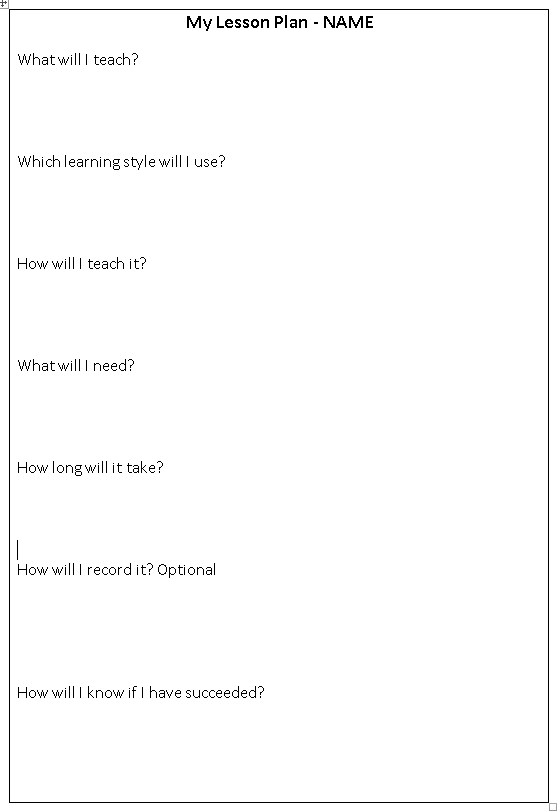 My Lesson Plan - NAME
What will I teach?
Which learning style will I use?
How will I teach it?
What will I need?
How long will it take?
How will I record it? Optional
How will I know if I have succeeded?